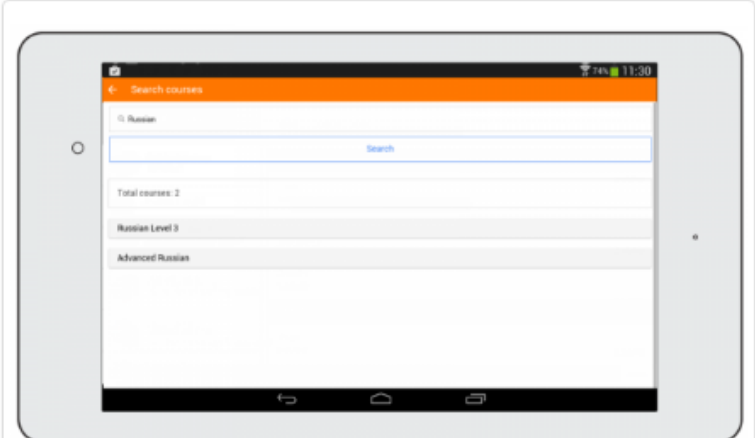 74% 11:30
Search courses
Russian
Search
Total courses: 2
Russian Level 3
Advanced Russian